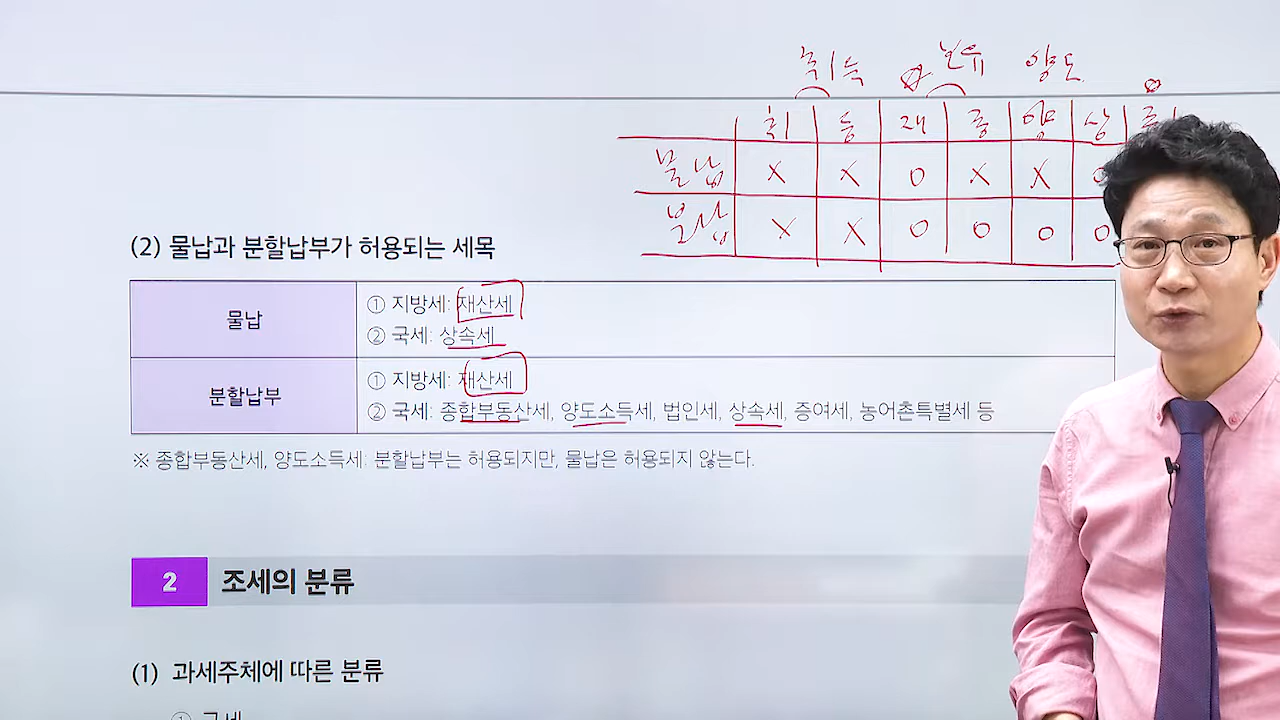 취득 보유 양도
취 등 재 종 양 상 증
물납 X X O X X
분납 X X O O O O
(2) 물납과 분할납부가 허용되는 세목
물납
① 지방세: 재산세
② 국세: 상속세
분할납부
① 지방세: 재산세
② 국세: 종합부동산세, 양도소득세, 법인세, 상속세, 증여세, 농어촌특별세 등
※ 종합부동산세, 양도소득세: 분할납부는 허용되지만, 물납은 허용되지 않는다.
2 조세의 분류
(1) 과세주체에 따른 분류
① 국세